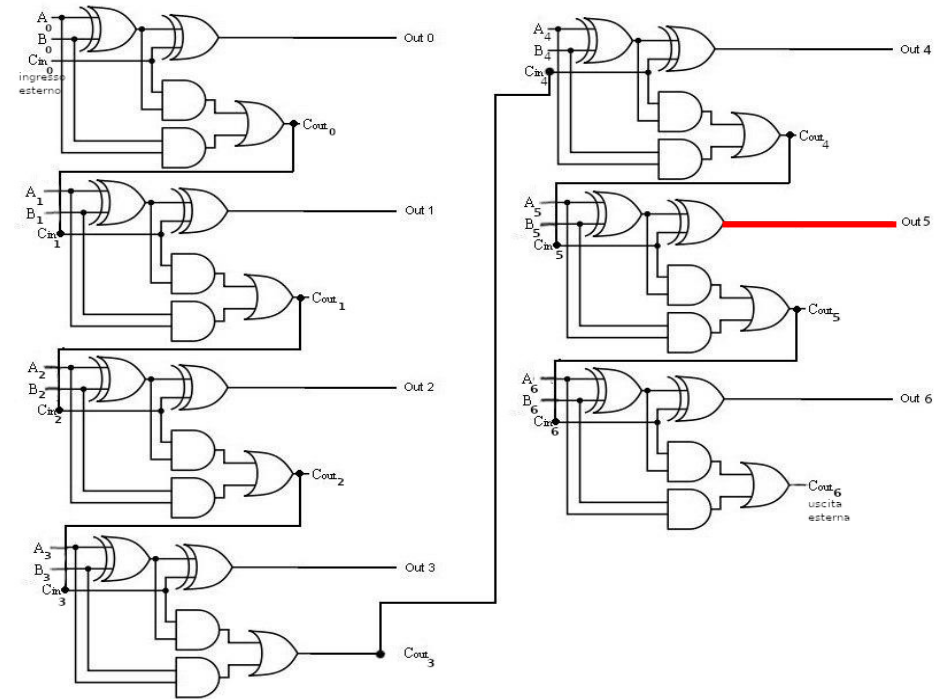 A0
B0
Cin0
ingresso
esterno
Out 0
Cout0
A1
B1
Cin1
Out 1
Cout1
A2
B2
Cin2
Out 2
Cout2
A3
B3
Cin3
Out 3
Cout3
A4
B4
Cin4
Out 4
Cout4
A5
B5
Cin5
Out 5
Cout5
A6
B6
Cin6
Out 6
Cout6
uscita
esterna